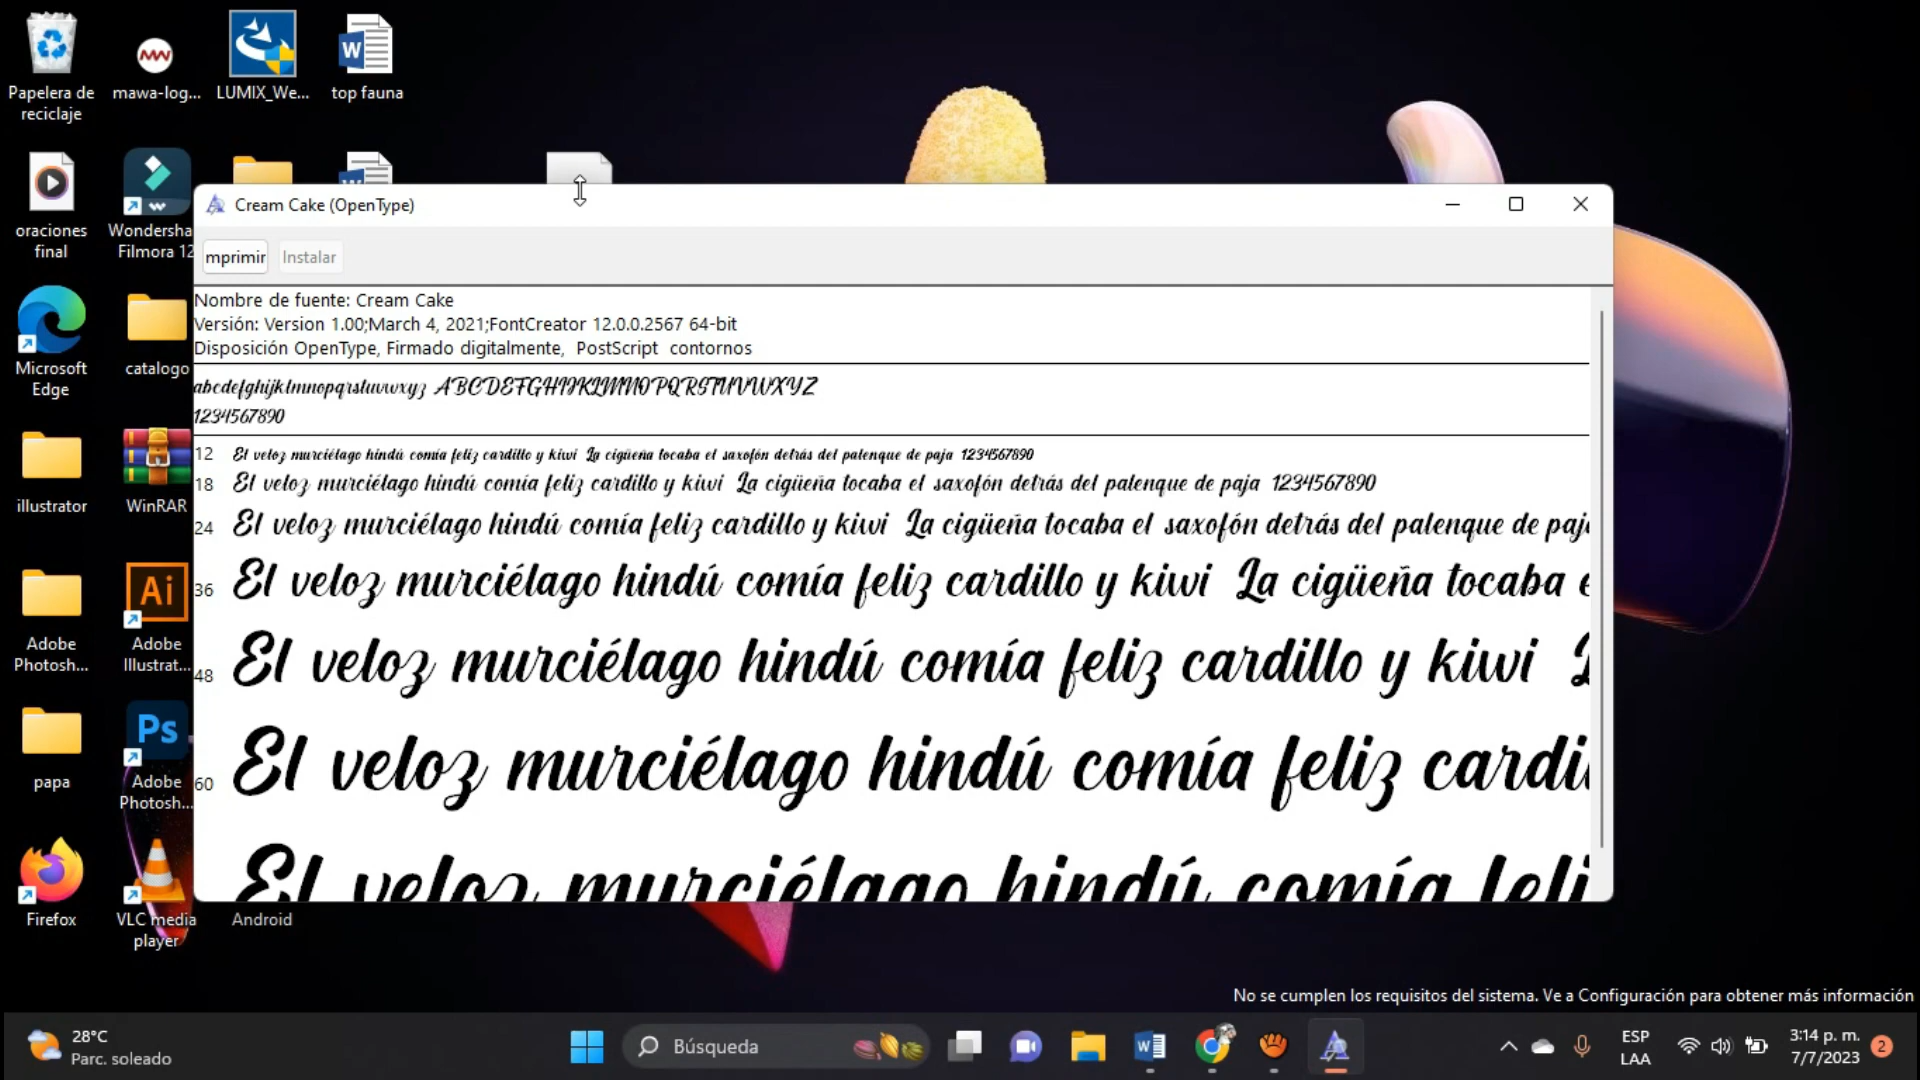 Papelera de
reciclaje
mawa-log...
LUMIX_We...
top fauna
oraciones
final
Wondersha
Filmora 12
Microsoft
Edge
catalogo
illustrator
WinRAR
Adobe
Photosh...
Adobe
Illustrat...
papa
Adobe
Photosh...
Firefox
VLC media
player
Android
Ai
Ps
Cream Cake (OpenType)
mprimir
Instalar
Nombre de fuente: Cream Cake
Versión: Version 1.00;March 4, 2021;FontCreator 12.0.0.2567 64-bit
Disposición OpenType, Firmado digitalmente, PostScript contornos
abcdefghijklmnopqrstuvwxyz ABCDEFGHIJKLMNOPQRSTUVWXYZ
1234567890
12 El veloz murciélago hindú comía feliz cardillo y kiwi La cigüeña tocaba el saxofón detrás del palenque de paja 1234567890
18 El veloz murciélago hindú comía feliz cardillo y kiwi La cigüeña tocaba el saxofón detrás del palenque de paja 1234567890
24 El veloz murciélago hindú comía feliz cardillo y kiwi La cigüeña tocaba el saxofón detrás del palenque de paja
36 El veloz murciélago hindú comía feliz cardillo y kiwi La cigüeña tocaba e
48 El veloz murciélago hindú comía feliz cardillo y kiwi L
60 El veloz murciélago hindú comía feliz cardil
El veloz murciélago hindú comía feli
No se cumplen los requisitos del sistema. Ve a Configuración para obtener más información
28°C
Parc. soleado
Búsqueda
ESP
LAA
3:14 p. m.
7/7/2023
2